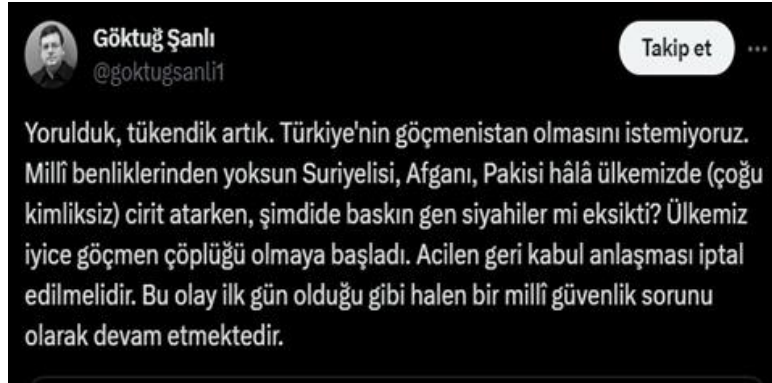 Göktuğ Şanlı
Takip et
@goktugsanli1
Yorulduk, tükendik artık. Türkiye'nin göçmenistan olmasını istemiyoruz.
Millî benliklerinden yoksun Suriyelisi, Afganı, Pakisi hâlâ ülkemizde (çoğu
kimliksiz) cirit atarken, şimdide baskın gen siyahiler mi eksikti? Ülkemiz
iyice göçmen çöplüğü olmaya başladı. Acilen geri kabul anlaşması iptal
edilmelidir. Bu olay ilk gün olduğu gibi halen bir millî güvenlik sorunu
olarak devam etmektedir.